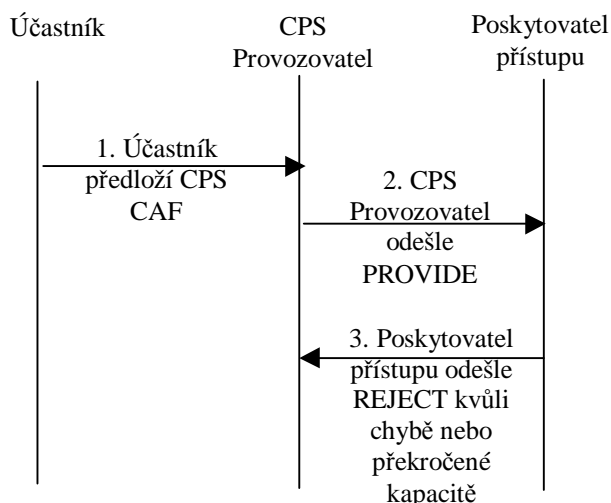 Účastník
CPS
Provozovatel
Poskytovatel
přístupu
1. Účastník
předloží CPS
CAF
2. CPS
Provozovatel
odešle
PROVIDE
3. Poskytovatel
přístupu odešle
REJECT kvůli
chybě nebo
překročené
kapacitě